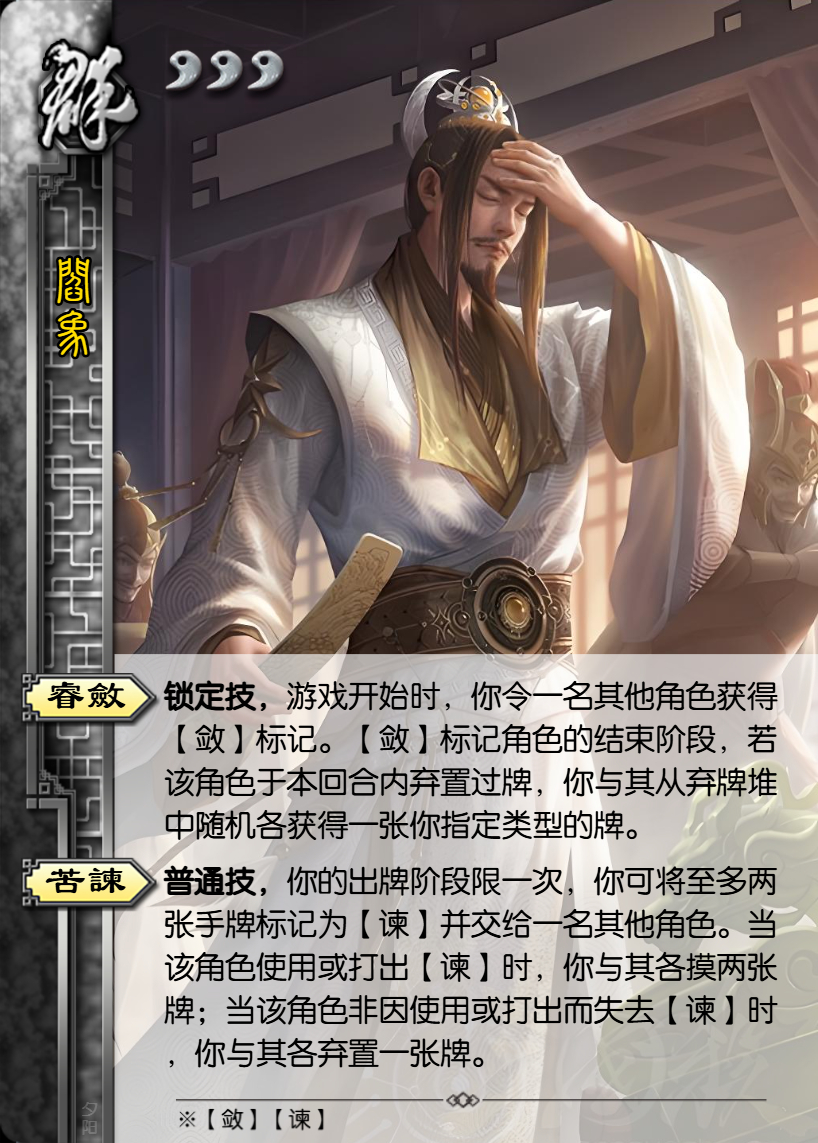 群
閻象
睿斂
锁定技，游戏开始时，你令一名其他角色获得
【敛】标记。【敛】标记角色的结束阶段，若
该角色于本回合内弃置过牌，你与其从弃牌堆
中随机各获得一张你指定类型的牌。
苦諫
普通技，你的出牌阶段限一次，你可将至多两
张手牌标记为【谏】并交给一名其他角色。当
该角色使用或打出【谏】时，你与其各摸两张
牌；当该角色非因使用或打出而失去【谏】时
，你与其各弃置一张牌。
※【敛】【谏】
夕阳